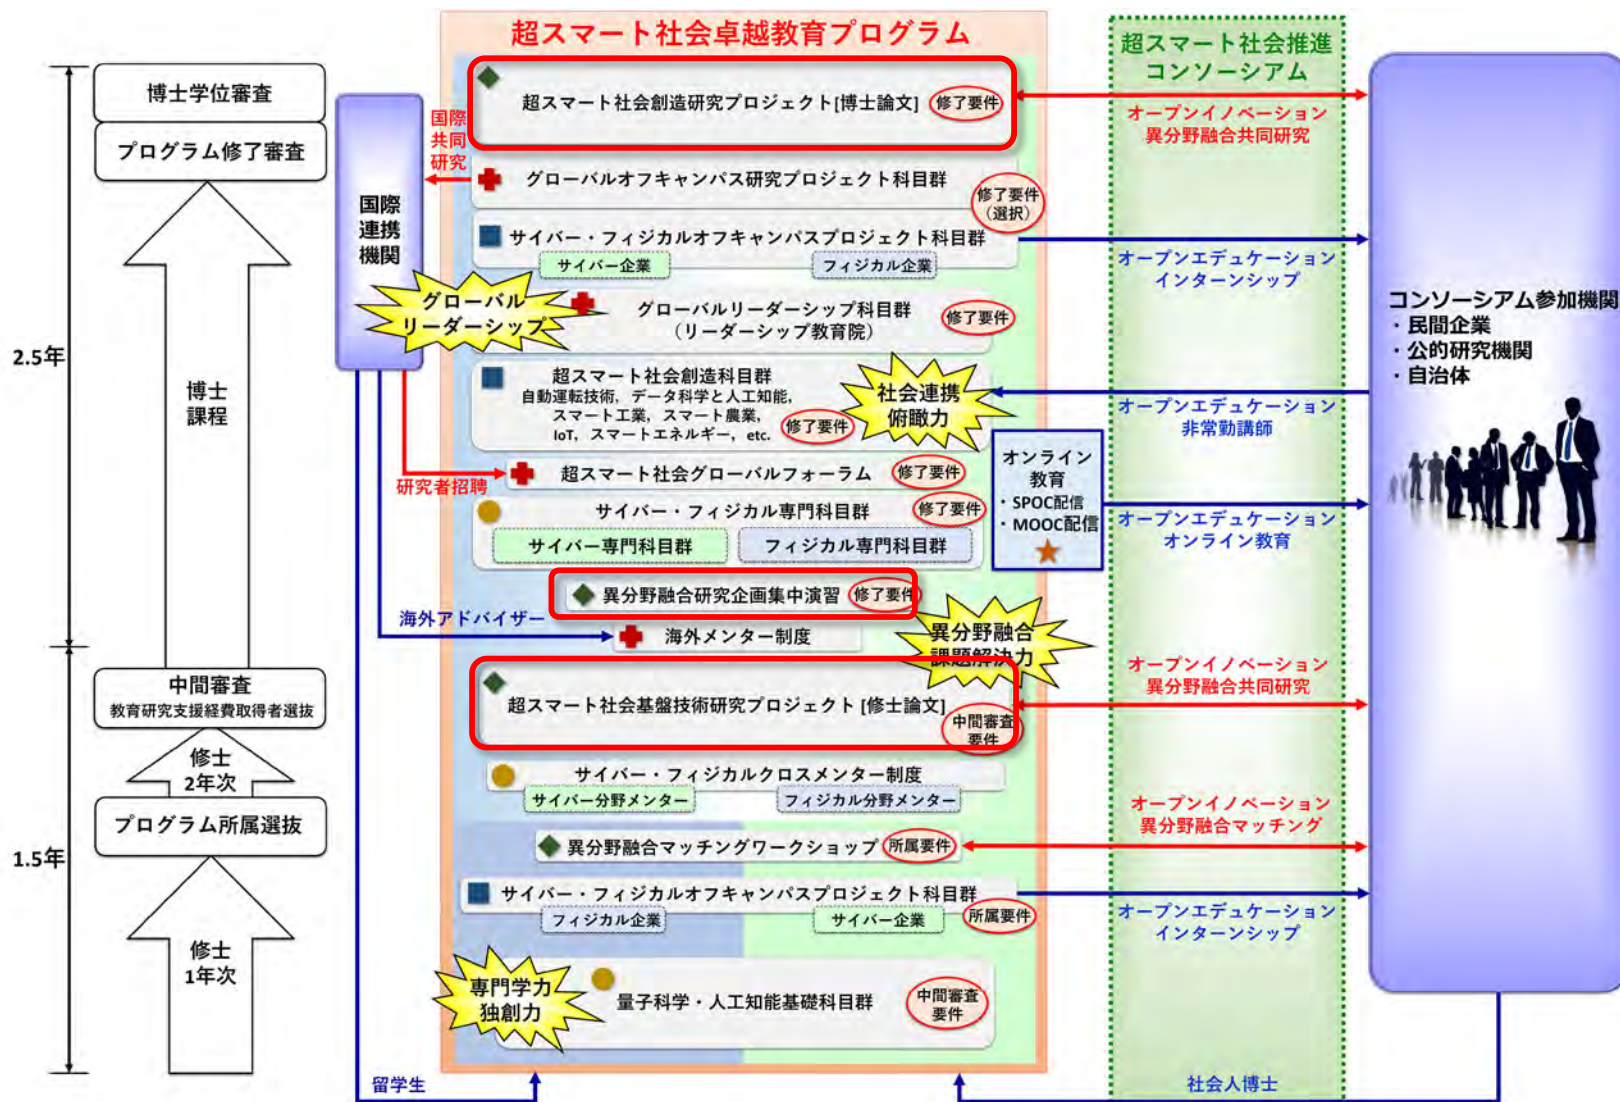 超スマート社会卓越教育プログラム
超スマート社会推進
コンソーシアム
博士学位審査
プログラム修了審査
2.5年
博士
課程
中間審査
教育研究支援経費取得者選抜
修士
2年次
プログラム所属選抜
1.5年
修士
1年次
国際
連携
機関
国際
共同
研究
超スマート社会創造研究プロジェクト[博士論文]
修了要件
グローバルオフキャンパス研究プロジェクト科目群
修了要件
（選択）
サイバー・フィジカルオフキャンパスプロジェクト科目群
サイバー企業
フィジカル企業
グローバル
リーダーシップ
グローバルリーダーシップ科目群
（リーダーシップ教育院）
修了要件
超スマート社会創造科目群
自動運転技術，データ科学と人工知能，
スマート工業，スマート農業，
IoT，スマートエネルギー，etc.
修了要件
社会連携
俯瞰力
研究者招聘
超スマート社会グローバルフォーラム
修了要件
サイバー・フィジカル専門科目群
修了要件
サイバー専門科目群
フィジカル専門科目群
オンライン
教育
・SPOC配信
・MOOC配信
異分野融合研究企画集中演習
修了要件
海外アドバイザー
海外メンター制度
異分野融合
課題解決力
超スマート社会基盤技術研究プロジェクト [修士論文]
中間審査
要件
サイバー・フィジカルクロスメンター制度
サイバー分野メンター
フィジカル分野メンター
異分野融合マッチングワークショップ
所属要件
サイバー・フィジカルオフキャンパスプロジェクト科目群
フィジカル企業
サイバー企業
所属要件
専門学力
独創力
量子科学・人工知能基礎科目群
中間審査
要件
留学生
社会人博士
オープンイノベーション
異分野融合共同研究
オープンエデュケーション
インターンシップ
オープンエデュケーション
非常勤講師
オープンエデュケーション
オンライン教育
オープンイノベーション
異分野融合共同研究
オープンイノベーション
異分野融合マッチング
オープンエデュケーション
インターンシップ
コンソーシアム参加機関
・民間企業
・公的研究機関
・自治体